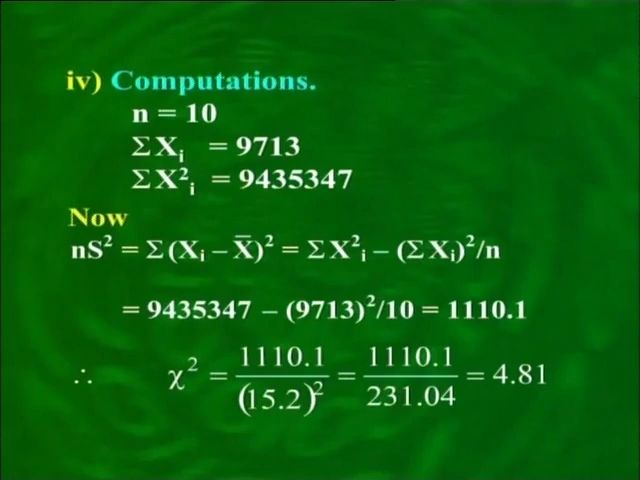 iv) Computations.
n = 10
ΣXᵢ = 9713
ΣX²ᵢ = 9435347
Now
nS² = Σ(Xᵢ – X̅)² = ΣX²ᵢ – (ΣXᵢ)²/n
= 9435347 – (9713)²/10 = 1110.1
∴ χ² = 1110.1/(15.2)² = 1110.1/231.04 = 4.81